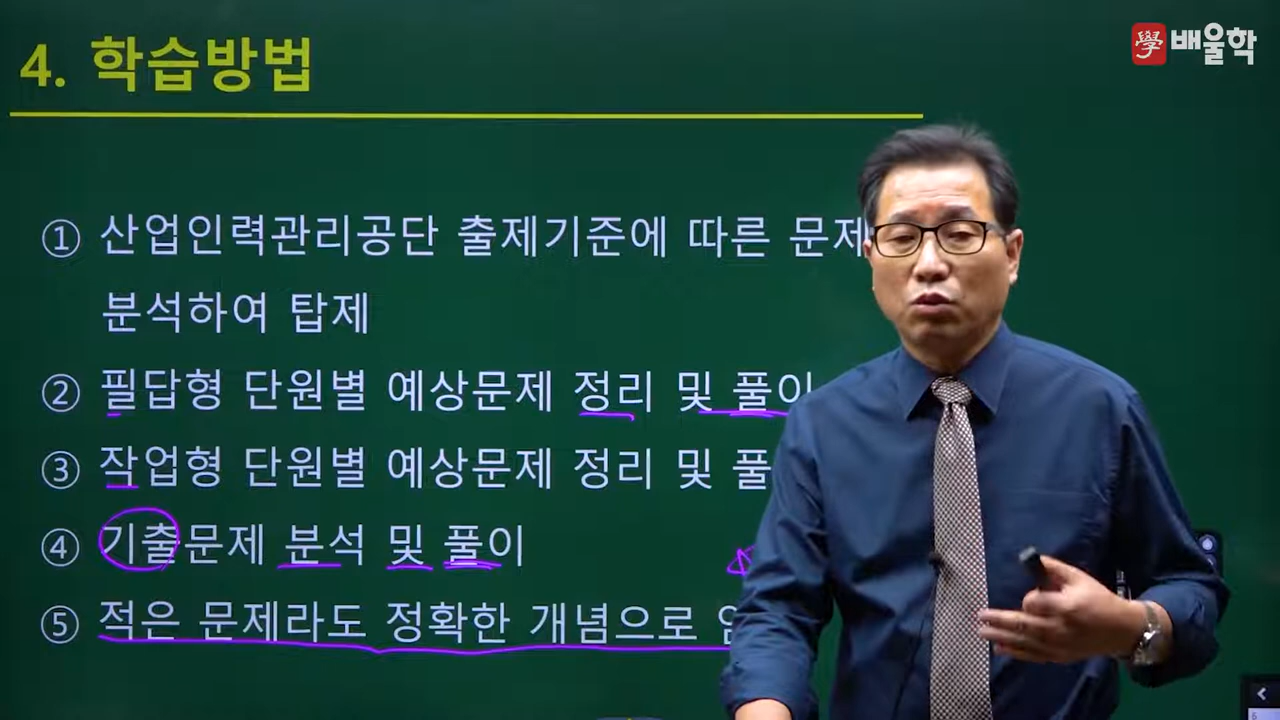 4. 학습방법
學 배울학
① 산업인력관리공단 출제기준에 따른 문제
분석하여 탑제
② 필답형 단원별 예상문제 정리 및 풀이
③ 작업형 단원별 예상문제 정리 및 풀
④ 기출문제 분석 및 풀이
⑤ 적은 문제라도 정확한 개념으로